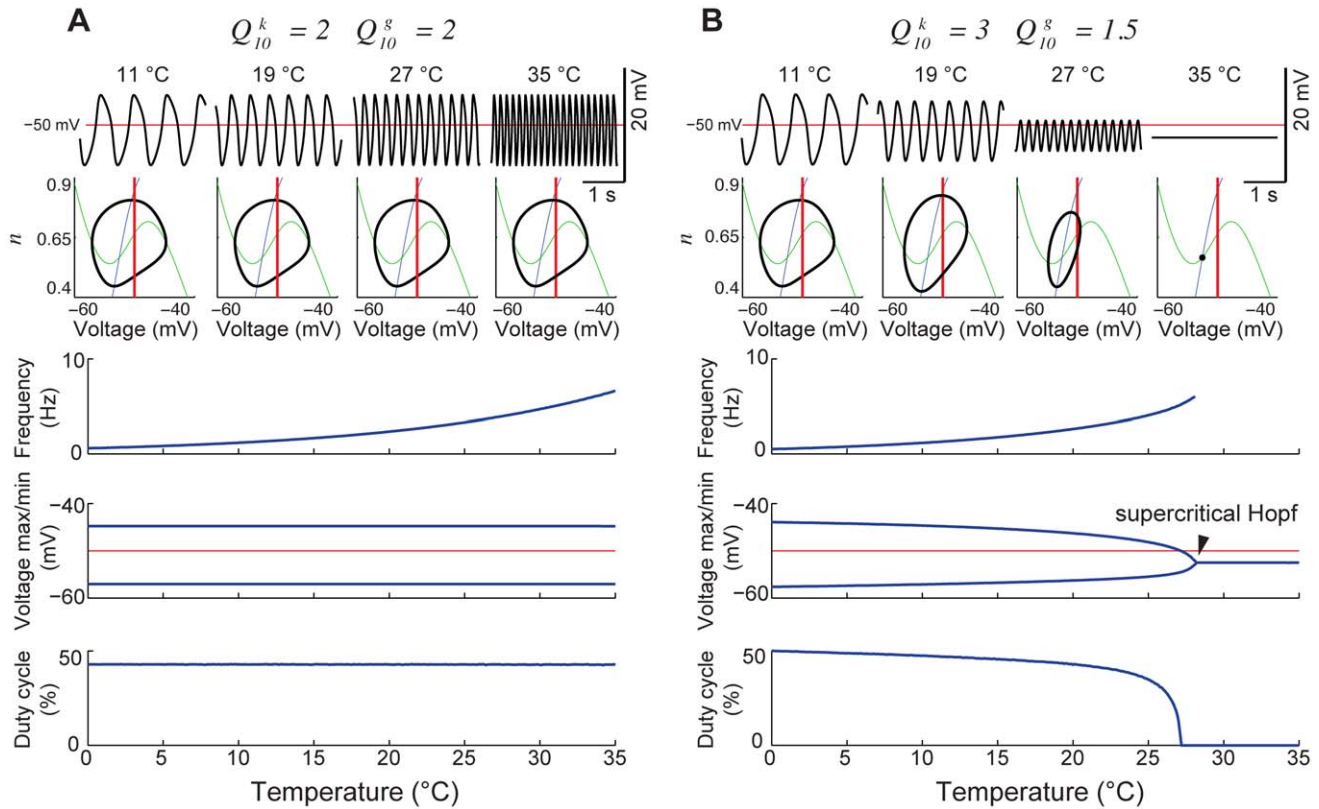 A
Q₁₀ᵏ = 2 Q₁₀ᵍ = 2
11 °C 19 °C 27 °C 35 °C
−50 mV
20 mV
1 s
n
0.9
0.65
0.4
−60 −40 −60 −40 −60 −40 −60 −40
Voltage (mV) Voltage (mV) Voltage (mV) Voltage (mV)
Frequency
(Hz)
10
0
Voltage max/min
(mV)
−40
−60
Duty cycle
(%)
50
0
0 5 10 15 20 25 30 35
Temperature (°C)
B
Q₁₀ᵏ = 3 Q₁₀ᵍ = 1.5
11 °C 19 °C 27 °C 35 °C
−50 mV
20 mV
1 s
n
0.9
0.65
0.4
−60 −40 −60 −40 −60 −40 −60 −40
Voltage (mV) Voltage (mV) Voltage (mV) Voltage (mV)
Frequency
(Hz)
10
0
Voltage max/min
(mV)
−40
−60
supercritical Hopf
Duty cycle
(%)
50
0
0 5 10 15 20 25 30 35
Temperature (°C)